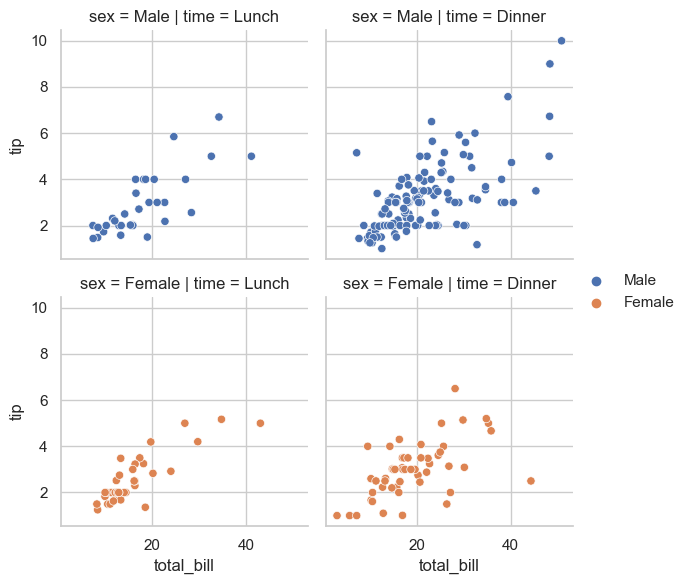 sex = Male | time = Lunch
sex = Male | time = Dinner
10
8
6
4
2
tip
sex = Female | time = Lunch
sex = Female | time = Dinner
10
8
6
4
2
tip
20
40
20
40
total_bill
total_bill
Male
Female